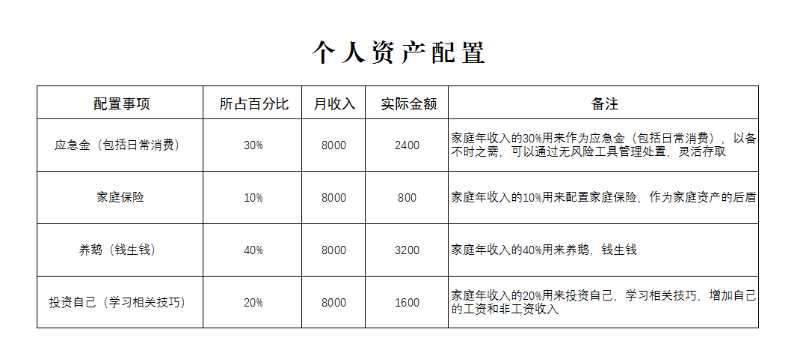 个人资产配置
配置事项 所占百分比 月收入 实际金额 备注
应急金（包括日常消费） 30% 8000 2400 家庭年收入的30%用来作为应急金（包括日常消费），以备
不时之需，可以通过无风险工具管理处置，灵活存取
家庭保险 10% 8000 800 家庭年收入的10%用来配置家庭保险，作为家庭资产的后盾
养鹅（钱生钱） 40% 8000 3200 家庭年收入的40%用来养鹅，钱生钱
投资自己（学习相关技巧） 20% 8000 1600 家庭年收入的20%用来投资自己，学习相关技巧，增加自己
的工资和非工资收入